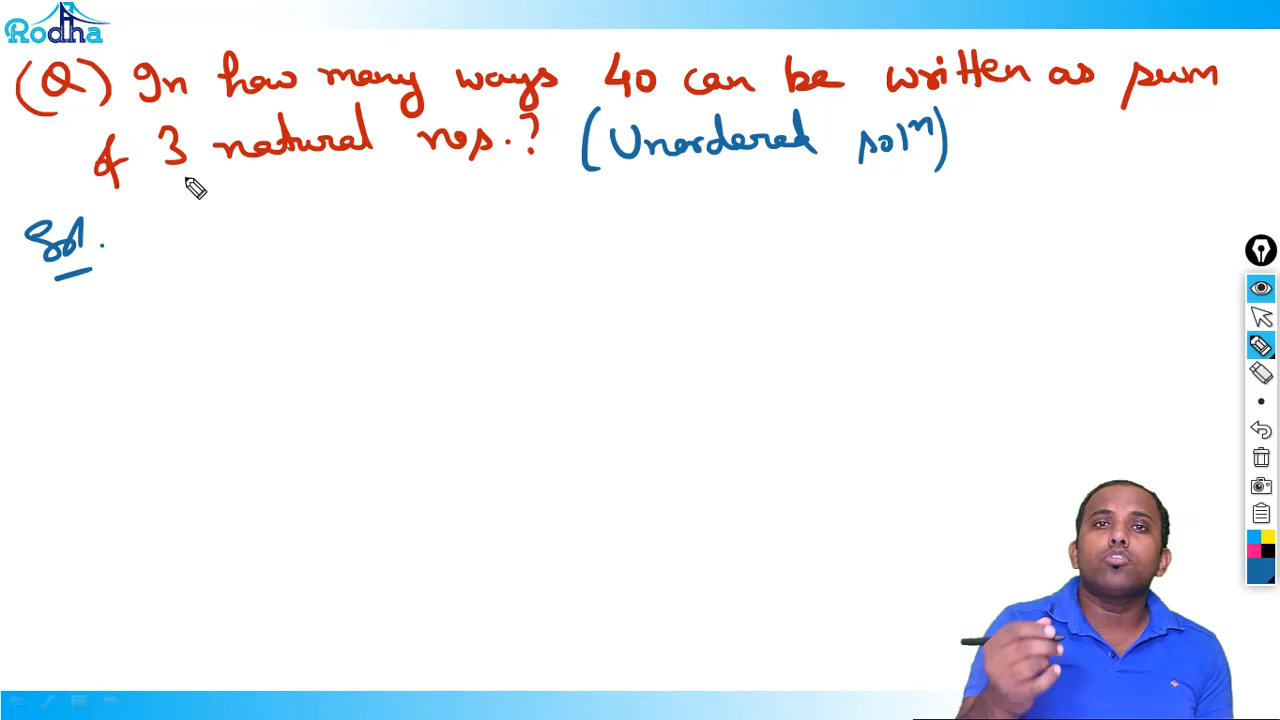 Rodha
(Q) In how many ways 40 can be written as sum
of 3 natural nos.? (Unordered solⁿ)
Sol.